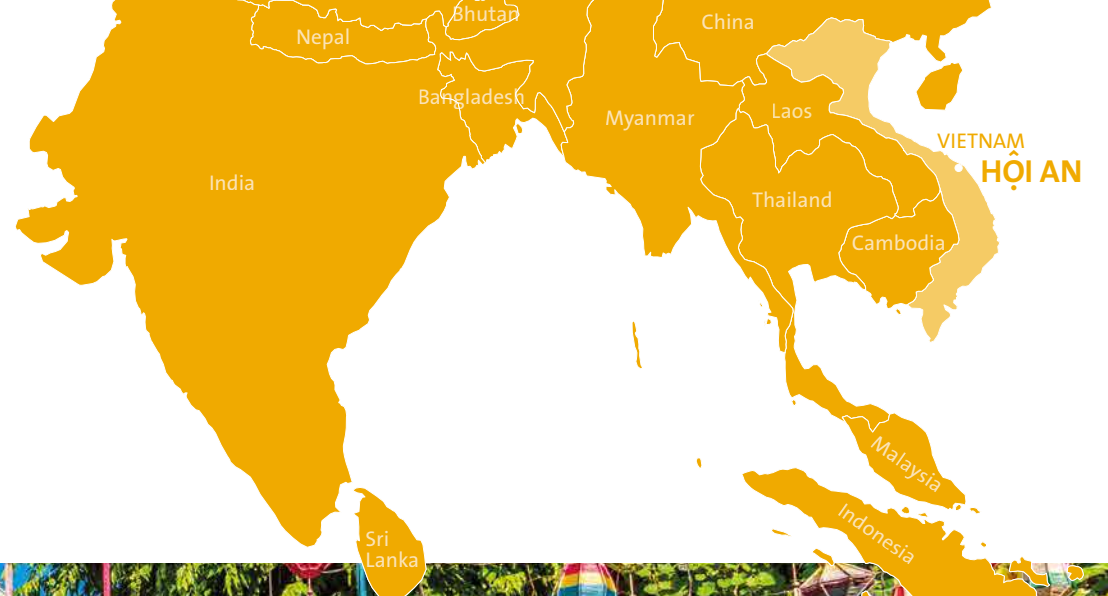 Bhutan
China
Nepal
Bangladesh
Laos
Myanmar
VIETNAM
HỘI AN
India
Thailand
Cambodia
Malaysia
Indonesia
Sri
Lanka